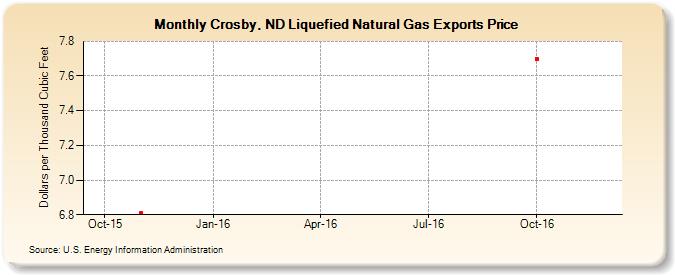 Monthly Crosby, ND Liquefied Natural Gas Exports Price
Dollars per Thousand Cubic Feet
7.8
7.6
7.4
7.2
7.0
6.8
Oct-15 Jan-16 Apr-16 Jul-16 Oct-16
Source: U.S. Energy Information Administration